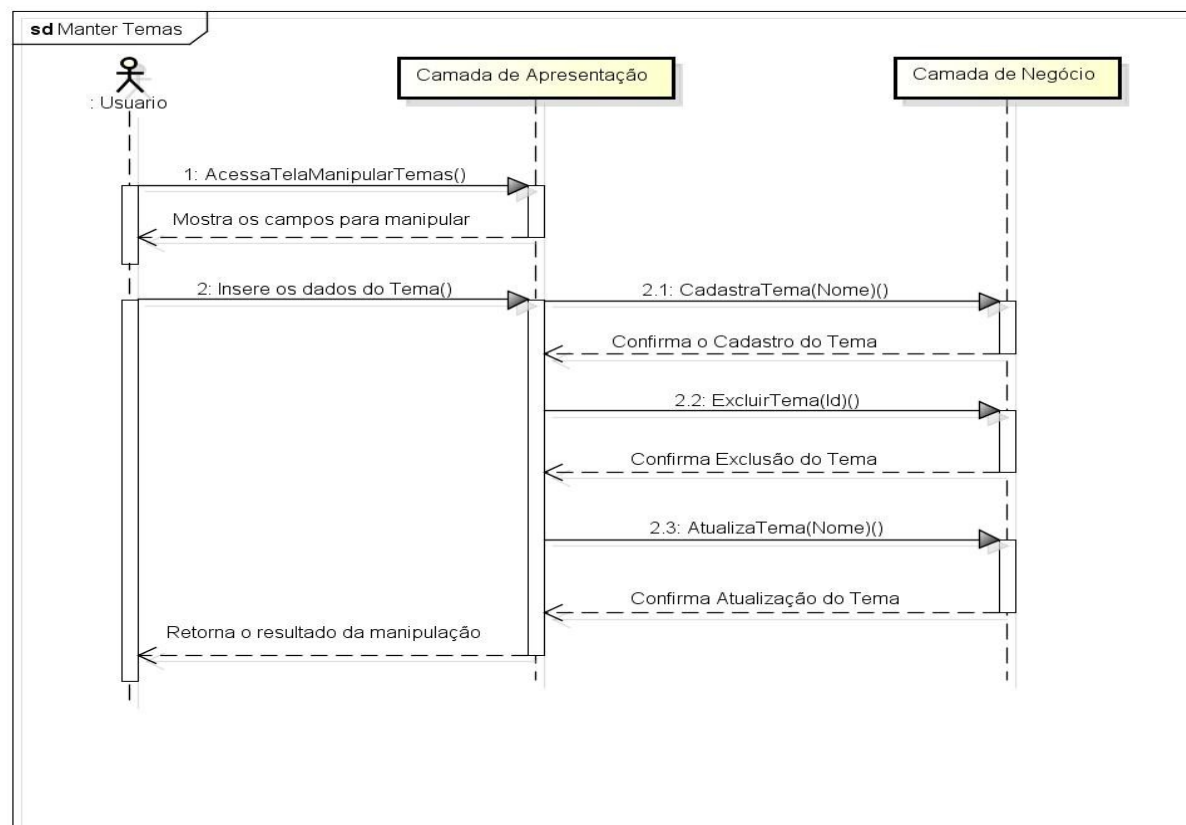 sd Manter Temas
: Usuario
Camada de Apresentação
Camada de Negócio
1: AcessaTelaManipularTemas()
Mostra os campos para manipular
2: Insere os dados do Tema()
2.1: CadastraTema(Nome)()
Confirma o Cadastro do Tema
2.2: ExcluirTema(Id)()
Confirma Exclusão do Tema
2.3: AtualizaTema(Nome)()
Confirma Atualização do Tema
Retorna o resultado da manipulação